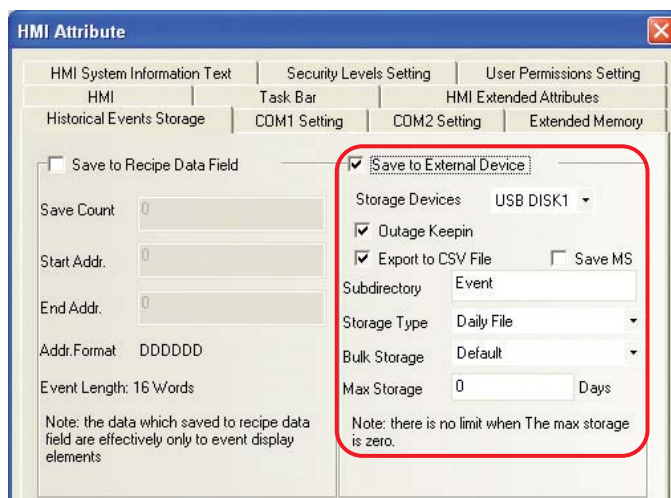 HMI Attribute
HMI System Information Text
Security Levels Setting
User Permissions Setting
HMI
Task Bar
HMI Extended Attributes
Historical Events Storage
COM1 Setting
COM2 Setting
Extended Memory
Save to Recipe Data Field
Save Count
0
Start Addr.
0
End Addr.
0
Addr.Format DDDDDD
Event Length: 16 Words
Note: the data which saved to recipe data
field are effectively only to event display
elements
Save to External Device
Storage Devices USB DISK1
Outage Keepin
Export to CSV File
Save MS
Subdirectory Event
Storage Type Daily File
Bulk Storage Default
Max Storage 0 Days
Note: there is no limit when The max storage
is zero.